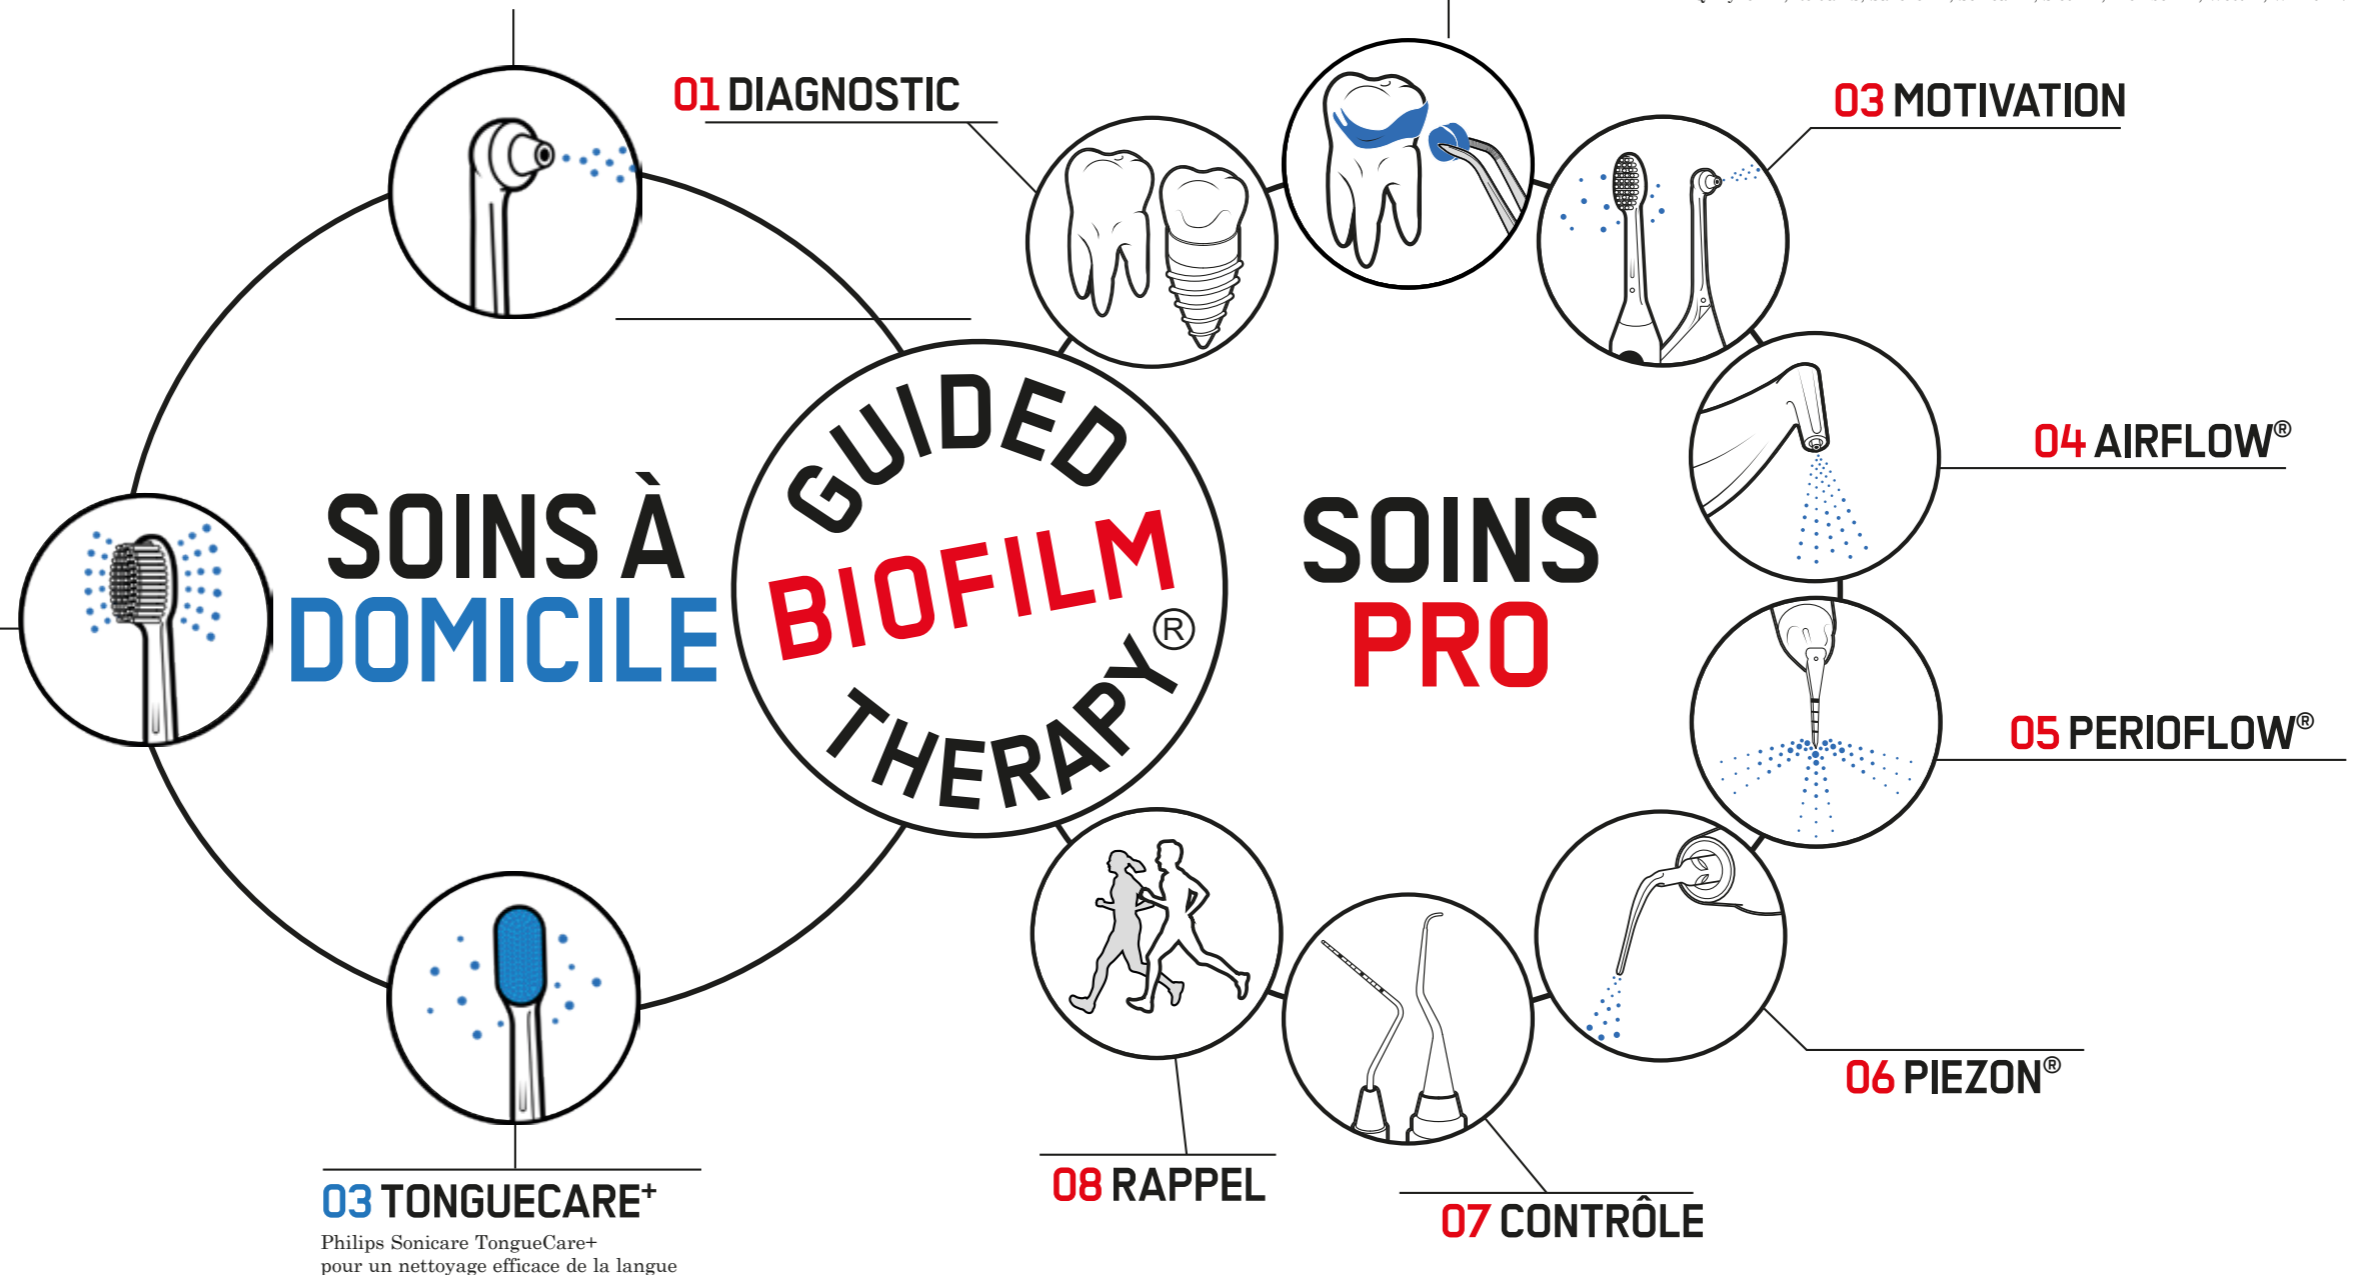 01 DIAGNOSTIC
03 MOTIVATION
04 AIRFLOW®
05 PERIOFLOW®
06 PIEZON®
07 CONTRÔLE
08 RAPPEL
SOINS À
DOMICILE
GUIDED
BIOFILM
THERAPY®
SOINS
PRO
03 TONGUECARE+
Philips Sonicare TongueCare+
pour un nettoyage efficace de la langue